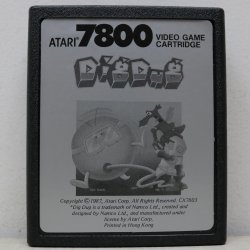 ATARI 7800 VIDEO GAME
CARTRIDGE
DIG DUG
Copyright © 1983, Atari Corp. All Rights Reserved. CX7803
"Dig Dug is a trademark of Namco Ltd., created and
designed by Namco Ltd., and manufactured under
license by Atari Corp.
Printed in Hong Kong